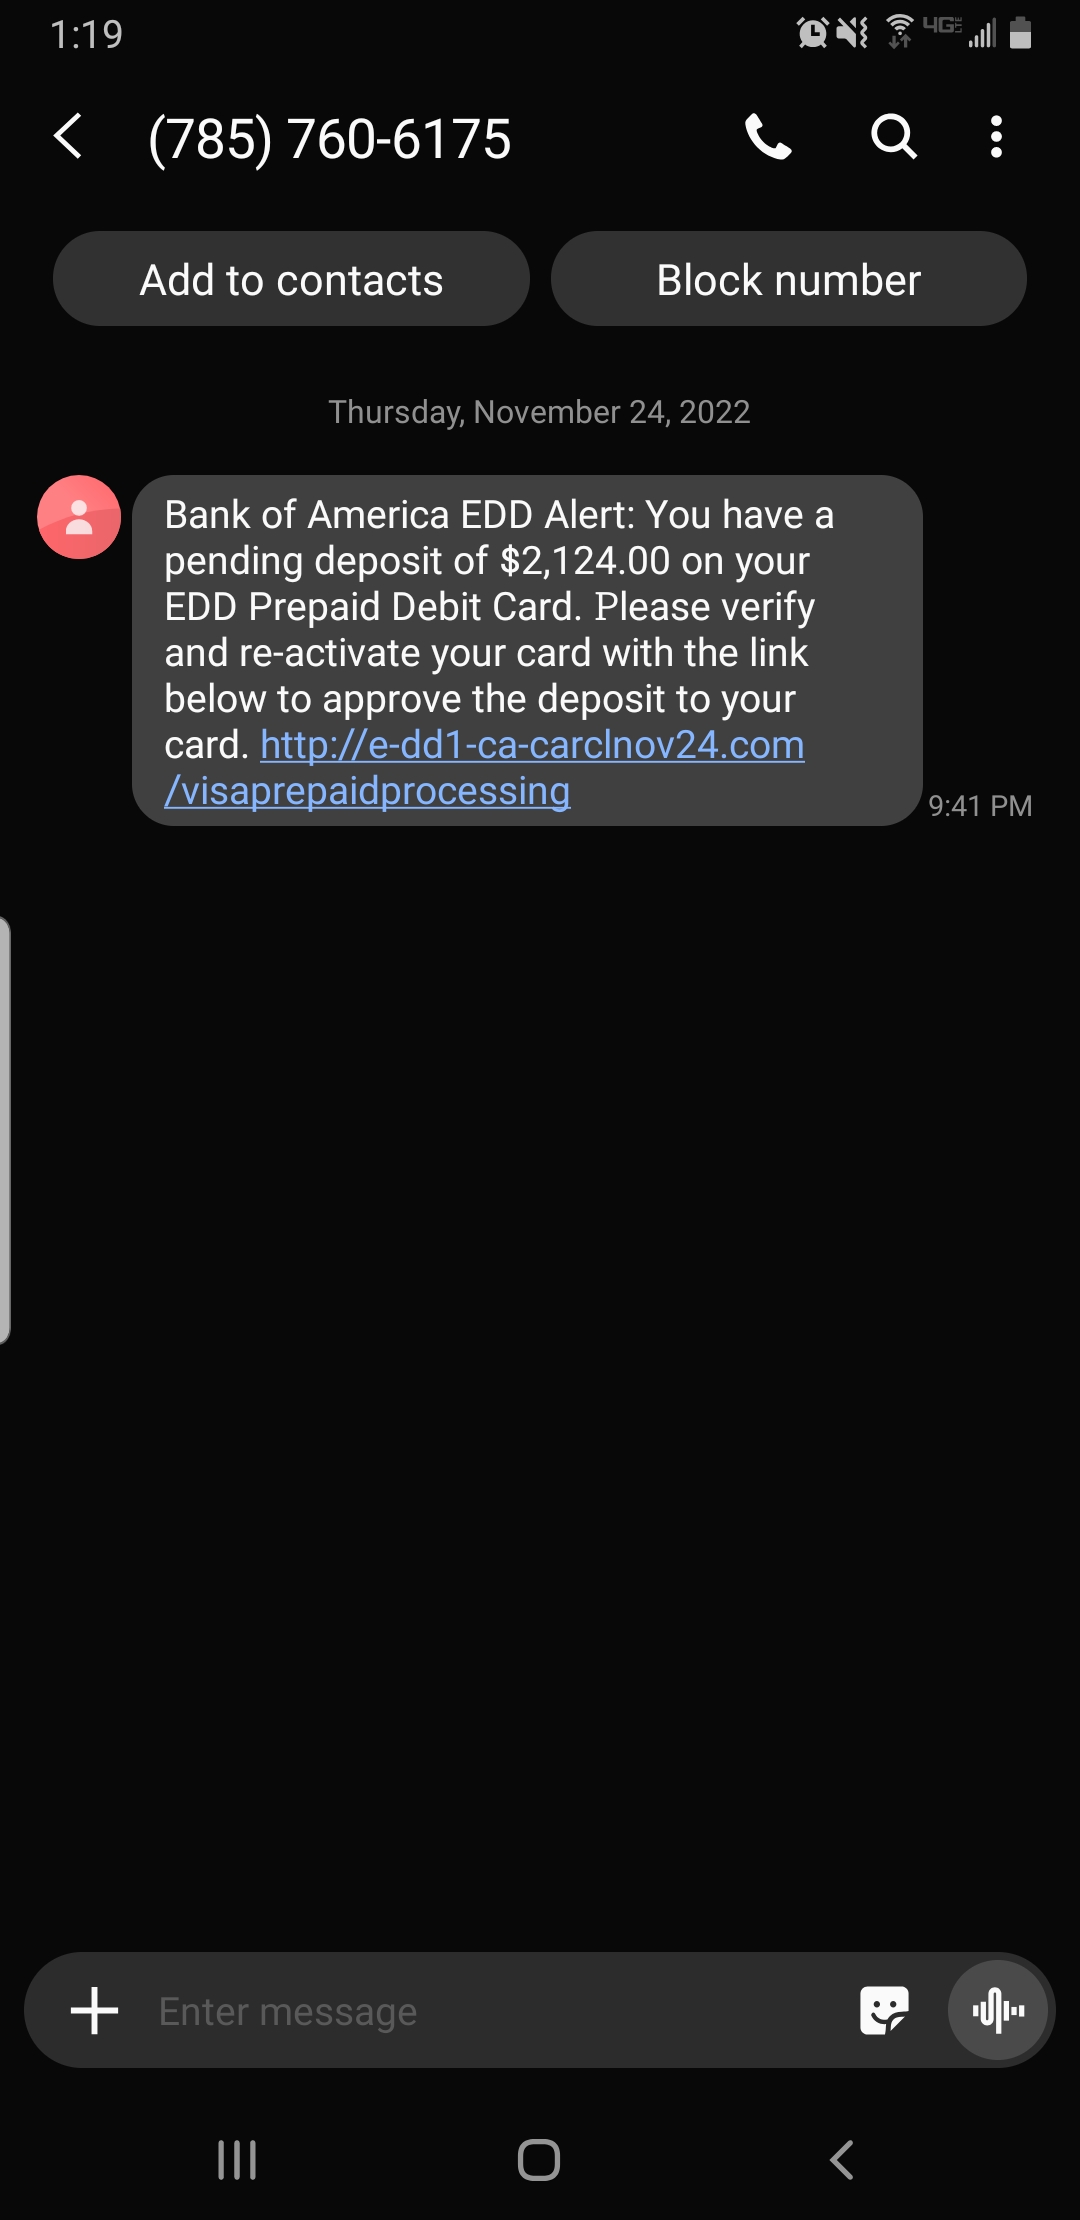 1:19
4G LTE
(785) 760-6175
Add to contacts
Block number
Thursday, November 24, 2022
Bank of America EDD Alert: You have a
pending deposit of $2,124.00 on your
EDD Prepaid Debit Card. Please verify
and re-activate your card with the link
below to approve the deposit to your
card. http://e-dd1-ca-carclnov24.com
/visaprepaidprocessing
9:41 PM
Enter message